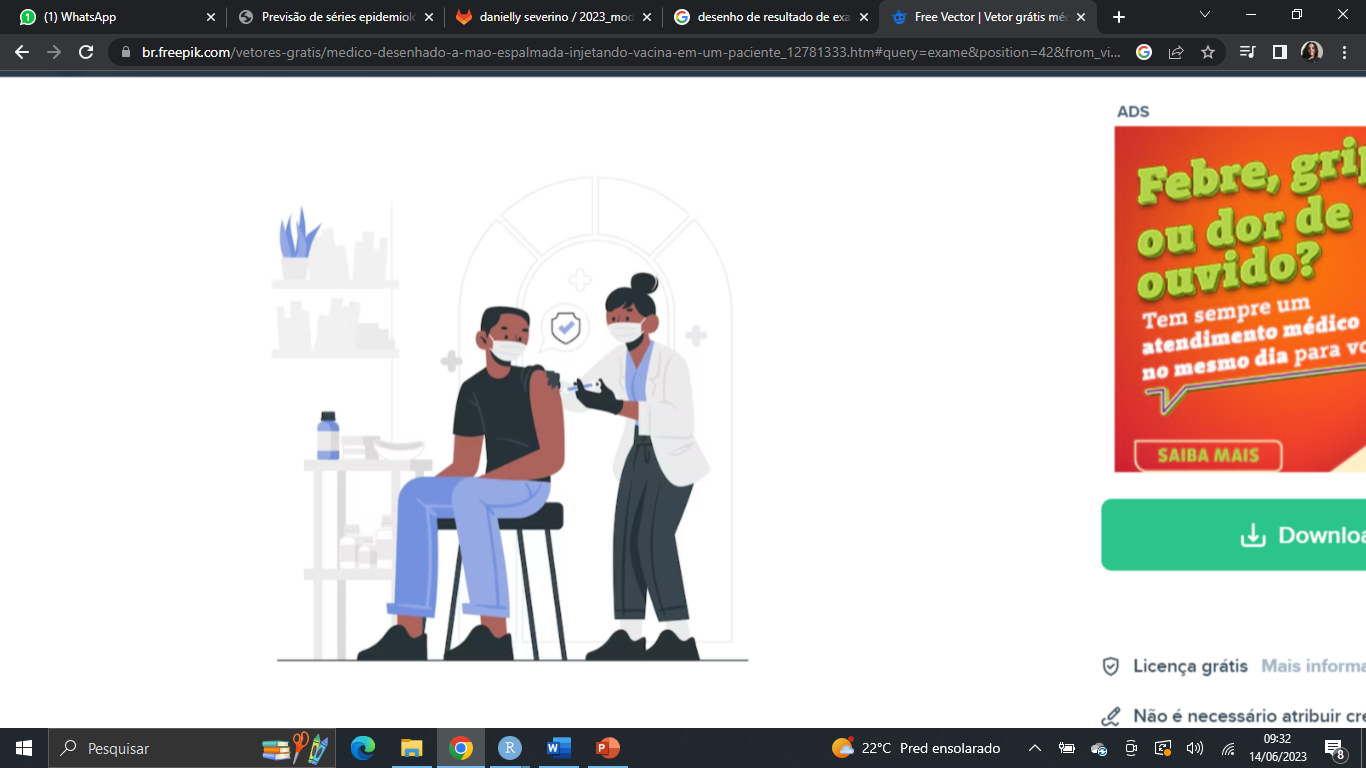 (1) WhatsApp
Previsão de séries epidemiol
danielly severino / 2023_mod
desenho de resultado de exa
Free Vector | Vetor grátis mé
br.freepik.com/vetores-gratis/medico-desenhado-a-mao-espalmada-injetando-vacina-em-um-paciente_12781333.htm#query=exame&position=42&from_vi...
ADS
Febre, grip
ou dor de
ouvido?
Tem sempre um
atendimento médico
no mesmo dia para vo
SAIBA MAIS
Downloa
Licença grátis Mais informa
Não é necessário atribuir cre
Pesquisar
22°C Pred ensolarado
09:32
14/06/2023
8